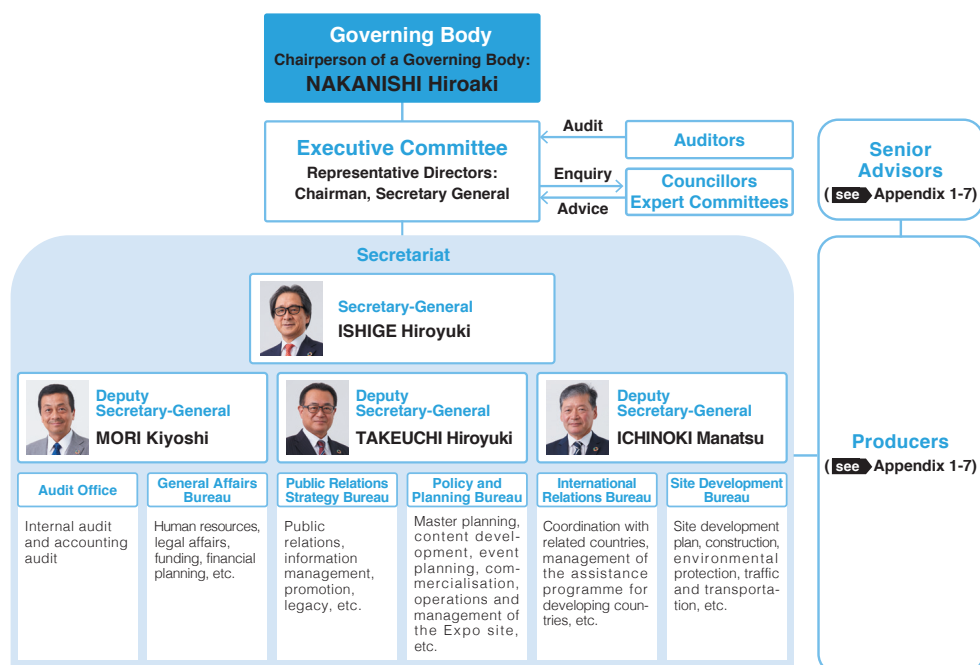 Governing Body
Chairperson of a Governing Body:
NAKANISHI Hiroaki
Executive Committee
Representative Directors:
Chairman, Secretary General
Audit
Auditors
Enquiry
Advice
Councillors
Expert Committees
Senior
Advisors
( see Appendix 1-7)
Secretariat
Secretary-General
ISHIGE Hiroyuki
Deputy
Secretary-General
MORI Kiyoshi
Deputy
Secretary-General
TAKEUCHI Hiroyuki
Deputy
Secretary-General
ICHINOKI Manatsu
Producers
( see Appendix 1-7)
Audit Office
Internal audit
and accounting
audit
General Affairs
Bureau
Human resources,
legal affairs,
funding, financial
planning, etc.
Public Relations
Strategy Bureau
Public
relations,
information
management,
promotion,
legacy, etc.
Policy and
Planning Bureau
Master planning,
content devel-
opment, event
planning, com-
mercialisation,
operations and
management of
the Expo site,
etc.
International
Relations Bureau
Coordination with
related countries,
management of
the assistance
programme for
developing coun-
tries, etc.
Site Development
Bureau
Site development
plan, construction,
environmental
protection, traffic
and transporta-
tion, etc.